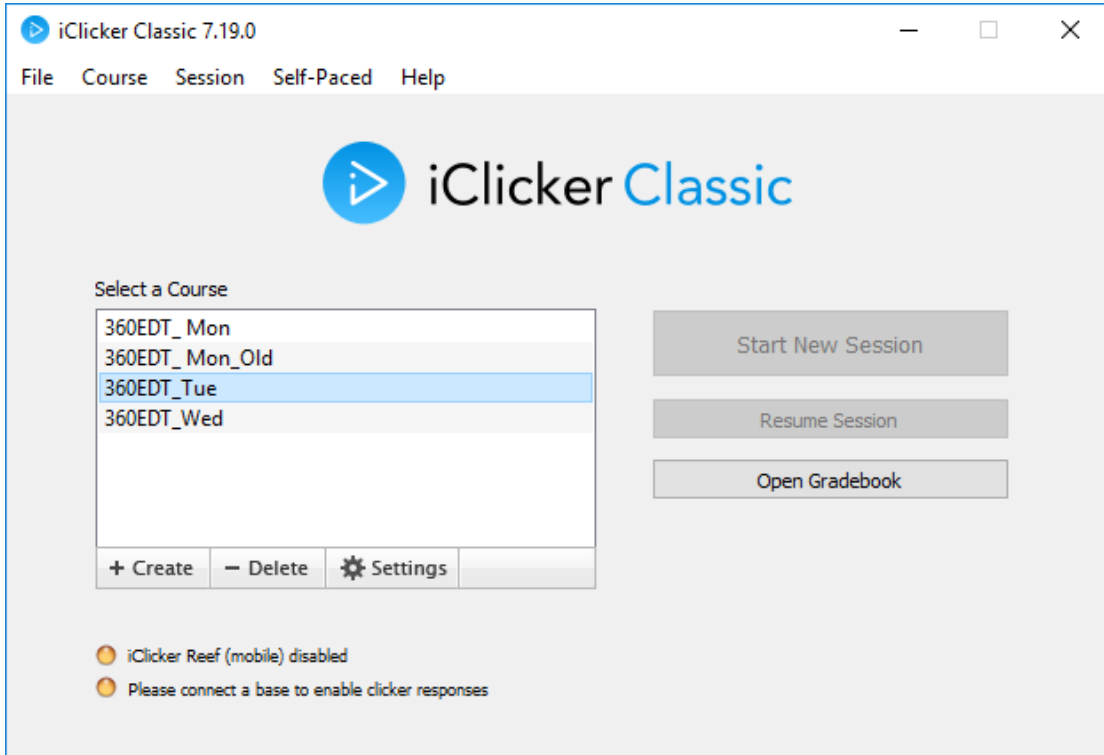 iClicker Classic 7.19.0
File Course Session Self-Paced Help
iClicker Classic
Select a Course
360EDT_ Mon
360EDT_ Mon_Old
360EDT_Tue
360EDT_Wed
+ Create − Delete Settings
Start New Session
Resume Session
Open Gradebook
iClicker Reef (mobile) disabled
Please connect a base to enable clicker responses